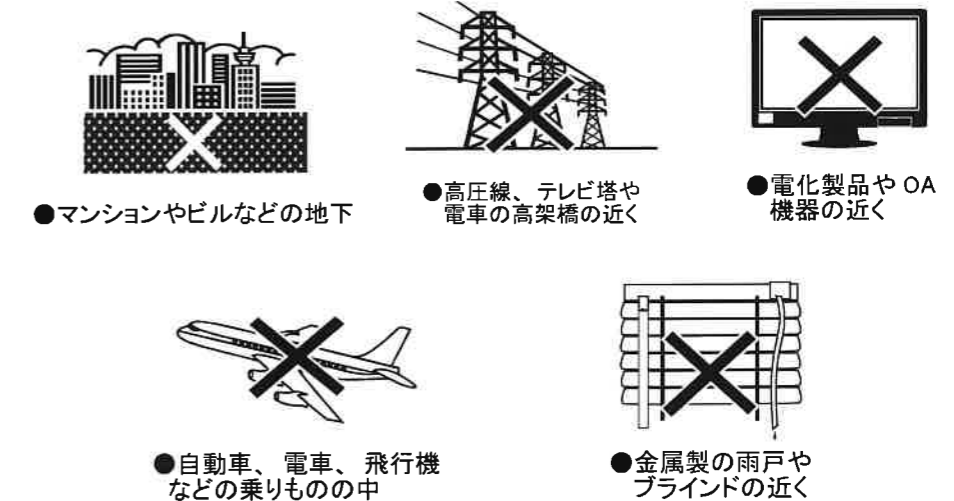 ●マンションやビルなどの地下
●高圧線、テレビ塔や
電車の高架橋の近く
●電化製品や OA
機器の近く
●自動車、電車、飛行機
などの乗りものの中
●金属製の雨戸や
ブラインドの近く